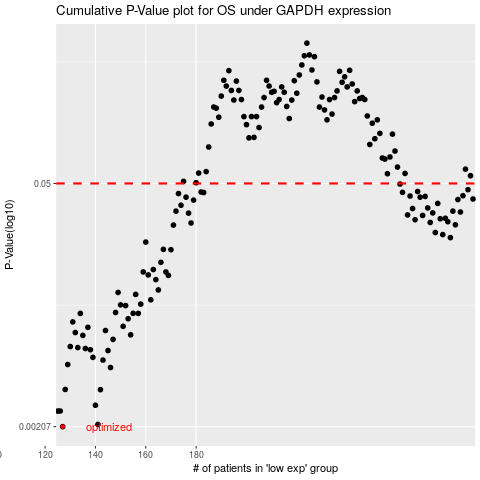 Cumulative P-Value plot for OS under GAPDH expression
P-Value(log10)
0.05
0.00207
optimized
0 120 140 160 180
# of patients in 'low exp' group